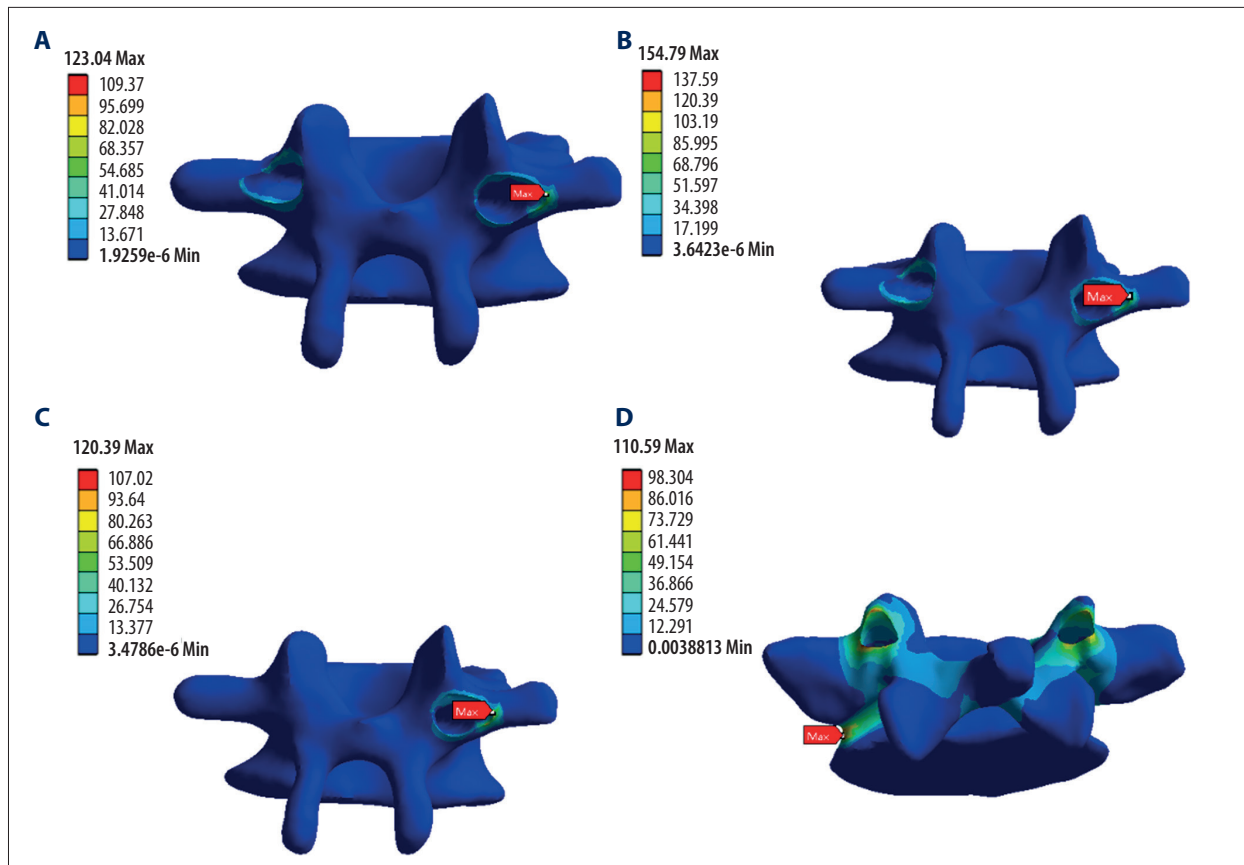 A
123.04 Max
109.37
95.699
82.028
68.357
54.685
41.014
27.848
13.671
1.9259e-6 Min
Max
B
154.79 Max
137.59
120.39
103.19
85.995
68.796
51.597
34.398
17.199
3.6423e-6 Min
Max
C
120.39 Max
107.02
93.64
80.263
66.886
53.509
40.132
26.754
13.377
3.4786e-6 Min
Max
D
110.59 Max
98.304
86.016
73.729
61.441
49.154
36.866
24.579
12.291
0.0038813 Min
Max